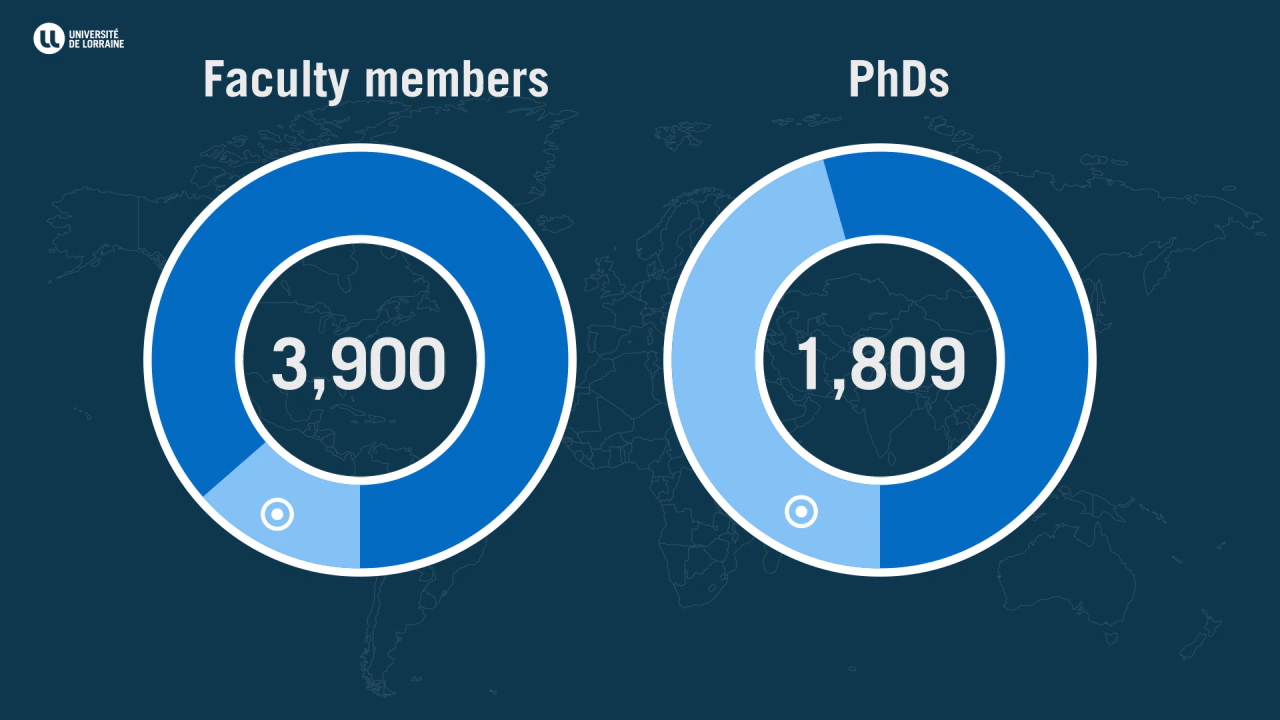 UNIVERSITÉ
DE LORRAINE
Faculty members
PhDs
3,900
1,809